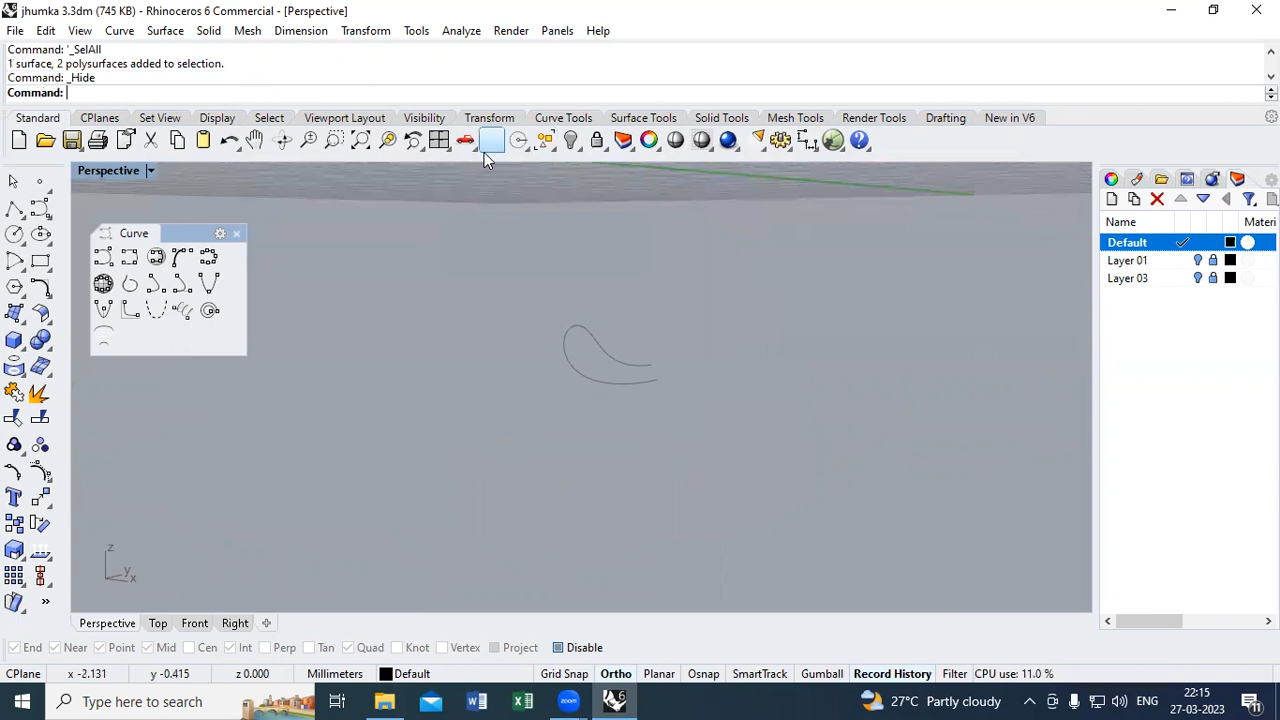 jhumka 3.3dm (745 KB) - Rhinoceros 6 Commercial - [Perspective]
File Edit View Curve Surface Solid Mesh Dimension Transform Tools Analyze Render Panels Help
Command: '_SelAll
1 surface, 2 polysurfaces added to selection.
Command: _Hide
Command:
Standard CPlanes Set View Display Select Viewport Layout Visibility Transform Curve Tools Surface Tools Solid Tools Mesh Tools Render Tools Drafting New in V6
Perspective
Curve
Name Materi
Default
Layer 01
Layer 03
z
y
x
Perspective Top Front Right
End Near Point Mid Cen Int Perp Tan Quad Knot Vertex Project Disable
CPlane x -2.131 y -0.415 z 0.000 Millimeters Default Grid Snap Ortho Planar Osnap SmartTrack Gumball Record History Filter CPU use: 11.0 %
Type here to search
27°C Partly cloudy
ENG
22:15
27-03-2023
11